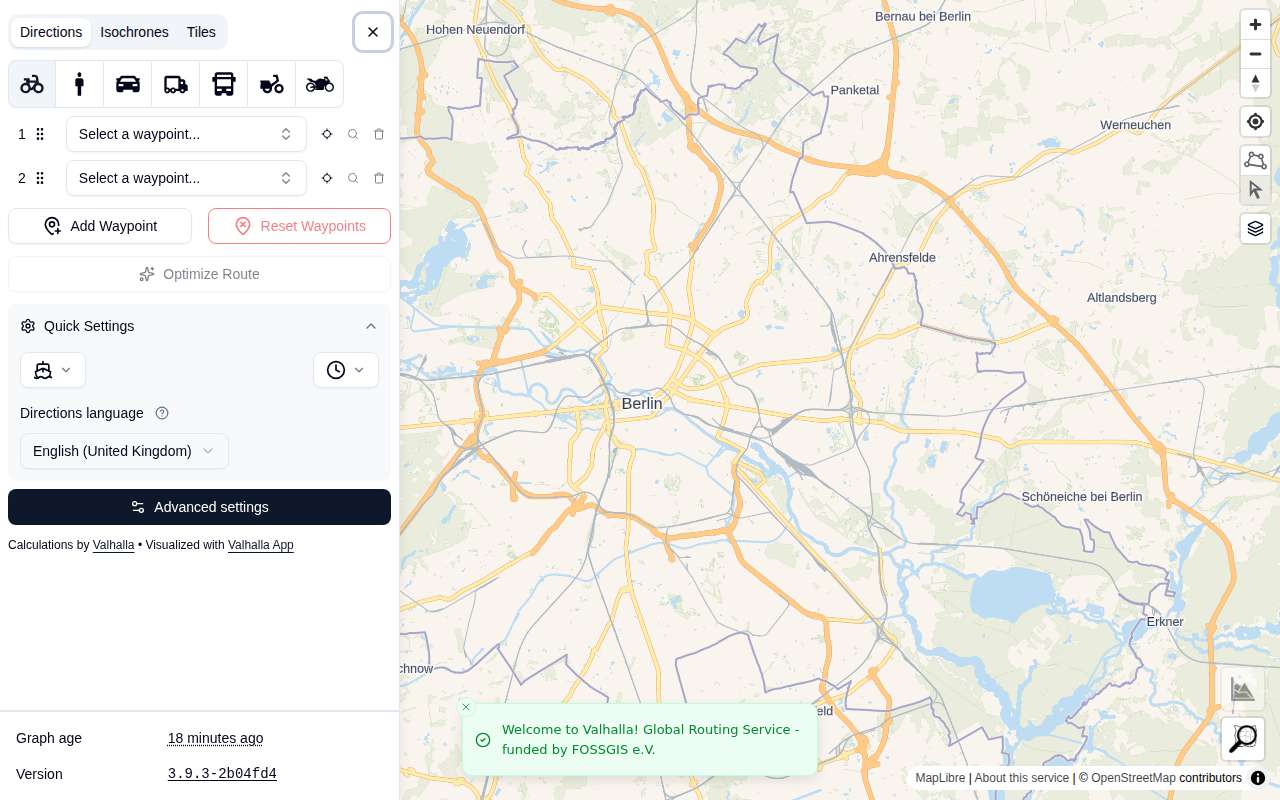 Directions
Isochrones
Tiles
1
Select a waypoint...
2
Select a waypoint...
Add Waypoint
Reset Waypoints
Optimize Route
Quick Settings
Directions language
English (United Kingdom)
Advanced settings
Calculations by Valhalla • Visualized with Valhalla App
Graph age
18 minutes ago
Version
3.9.3-2b04fd4
Hohen Neuendorf
Bernau bei Berlin
Panketal
Werneuchen
Ahrensfelde
Altlandsberg
Berlin
Schöneiche bei Berlin
Erkner
chnow
eld
Welcome to Valhalla! Global Routing Service -
funded by FOSSGIS e.V.
MapLibre | About this service | © OpenStreetMap contributors